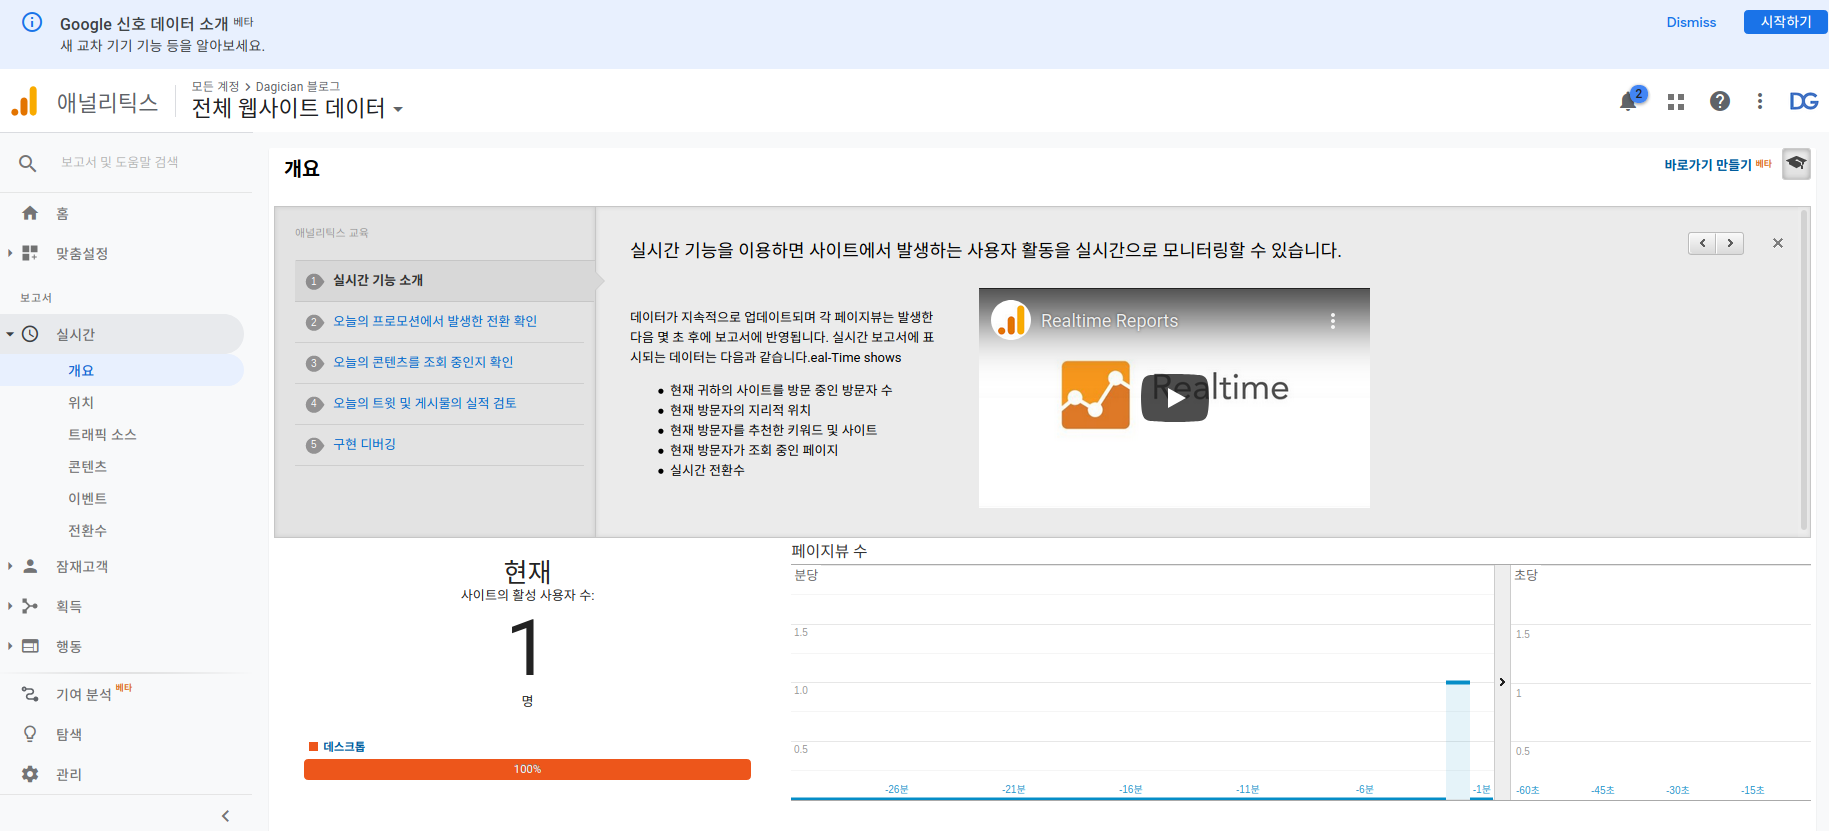 Google 신호 데이터 소개 베타
새 교차 기기 기능 등을 알아보세요.
Dismiss
시작하기
애널리틱스
모든 계정 > Dagician 블로그
전체 웹사이트 데이터
2
DG
보고서 및 도움말 검색
홈
맞춤설정
보고서
실시간
개요
위치
트래픽 소스
콘텐츠
이벤트
전환수
잠재고객
획득
행동
기여 분석 베타
탐색
관리
개요
바로가기 만들기 베타
애널리틱스 교육
1 실시간 기능 소개
2 오늘의 프로모션에서 발생한 전환 확인
3 오늘의 콘텐츠를 조회 중인지 확인
4 오늘의 트윗 및 게시물의 실적 검토
5 구현 디버깅
실시간 기능을 이용하면 사이트에서 발생하는 사용자 활동을 실시간으로 모니터링할 수 있습니다.
데이터가 지속적으로 업데이트되며 각 페이지뷰는 발생한
다음 몇 초 후에 보고서에 반영됩니다. 실시간 보고서에 표
시되는 데이터는 다음과 같습니다.eal-Time shows
• 현재 귀하의 사이트를 방문 중인 방문자 수
• 현재 방문자의 지리적 위치
• 현재 방문자를 추천한 키워드 및 사이트
• 현재 방문자가 조회 중인 페이지
• 실시간 전환수
Realtime Reports
Realtime
현재
사이트의 활성 사용자 수:
1
명
데스크톱
100%
페이지뷰 수
분당
1.5
1.0
0.5
-26분
-21분
-16분
-11분
-6분
-1분
초당
1.5
1
0.5
-60초
-45초
-30초
-15초